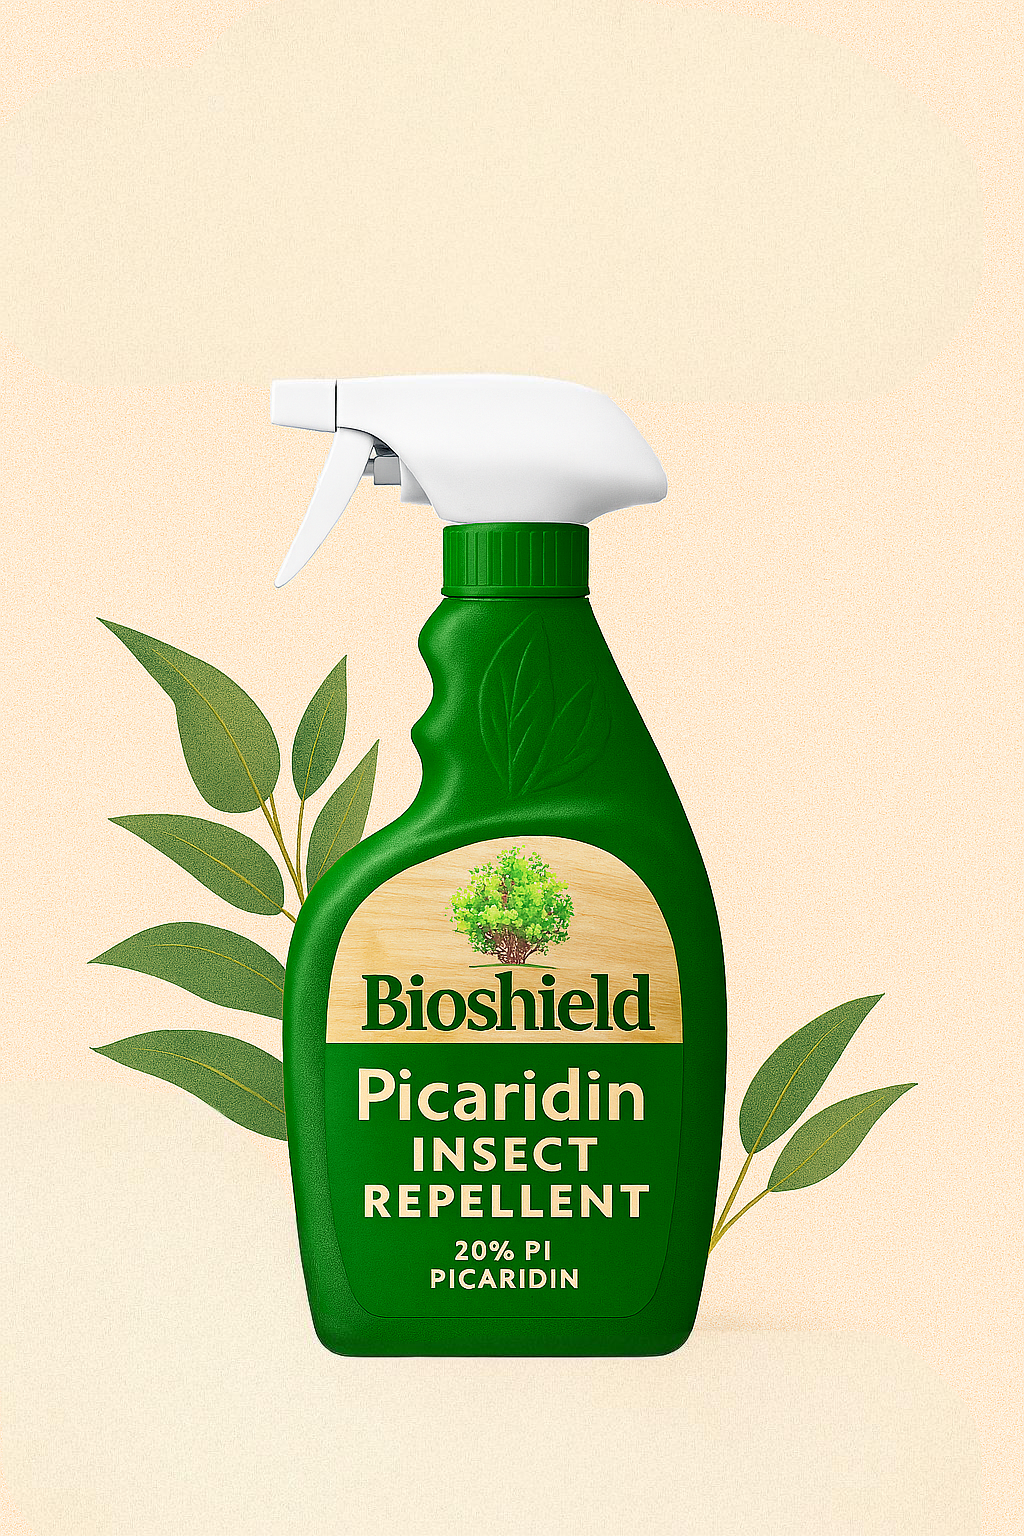 Bioshield
Picaridin
INSECT
REPELLENT
20% PI
PICARIDIN